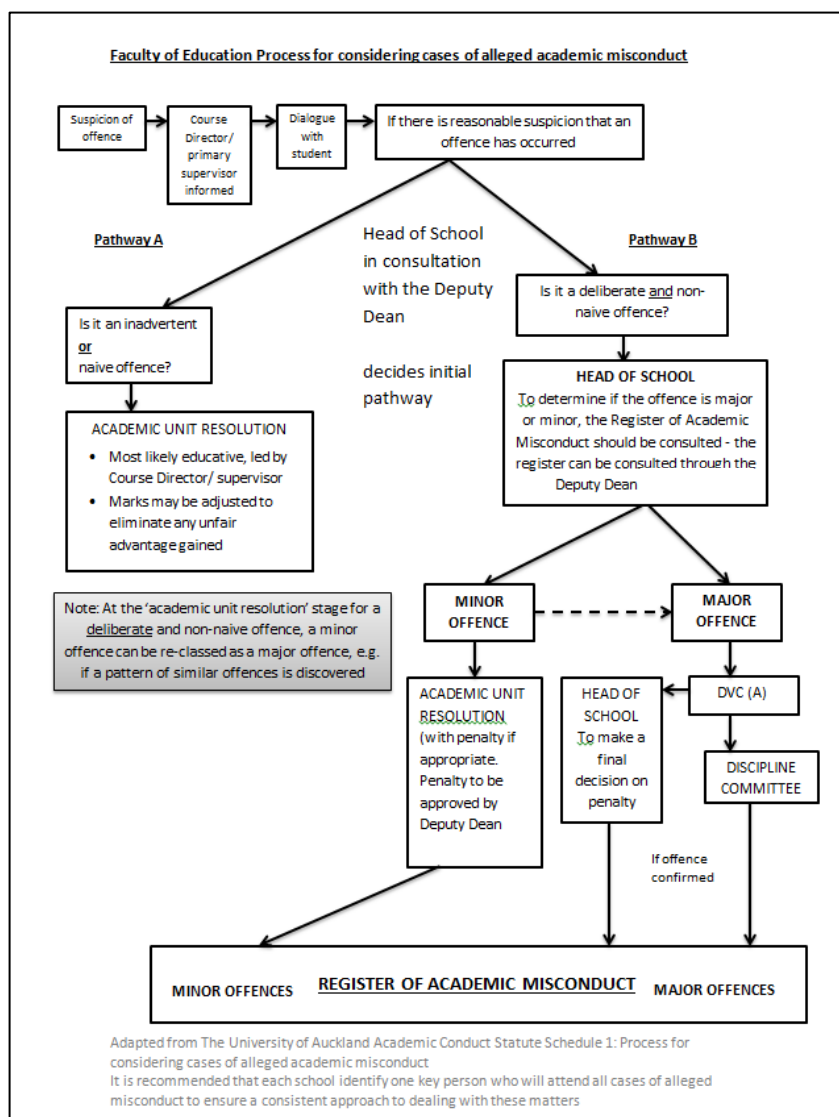 Faculty of Education Process for considering cases of alleged academic misconduct
Suspicion of
offence
Course
Director/
primary
supervisor
informed
Dialogue
with
student
If there is reasonable suspicion that an
offence has occurred
Pathway A
Head of School
in consultation
with the Deputy
Dean
decides initial
pathway
Pathway B
Is it an inadvertent
or
naive offence?
Is it a deliberate and non-
naive offence?
ACADEMIC UNIT RESOLUTION
• Most likely educative, led by
Course Director/ supervisor
• Marks may be adjusted to
eliminate any unfair
advantage gained
HEAD OF SCHOOL
To determine if the offence is major
or minor, the Register of Academic
Misconduct should be consulted - the
register can be consulted through the
Deputy Dean
Note: At the ‘academic unit resolution’ stage for a
deliberate and non-naive offence, a minor
offence can be re-classed as a major offence, e.g.
if a pattern of similar offences is discovered
MINOR
OFFENCE
MAJOR
OFFENCE
ACADEMIC UNIT
RESOLUTION
(with penalty if
appropriate.
Penalty to be
approved by
Deputy Dean
HEAD OF
SCHOOL
To make a
final
decision on
penalty
DVC (A)
DISCIPLINE
COMMITTEE
If offence
confirmed
MINOR OFFENCES
REGISTER OF ACADEMIC MISCONDUCT
MAJOR OFFENCES
Adapted from The University of Auckland Academic Conduct Statute Schedule 1: Process for
considering cases of alleged academic misconduct
It is recommended that each school identify one key person who will attend all cases of alleged
misconduct to ensure a consistent approach to dealing with these matters